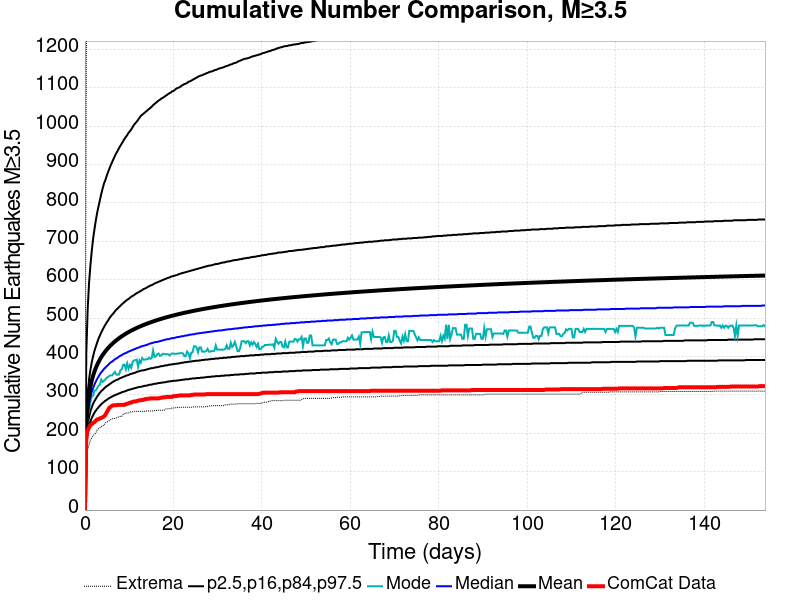 Cumulative Number Comparison, M≥3.5
Cumulative Num Earthquakes M≥3.5
1200
1100
1000
900
800
700
600
500
400
300
200
100
0
0 20 40 60 80 100 120 140
Time (days)
Extrema p2.5,p16,p84,p97.5 Mode Median Mean ComCat Data